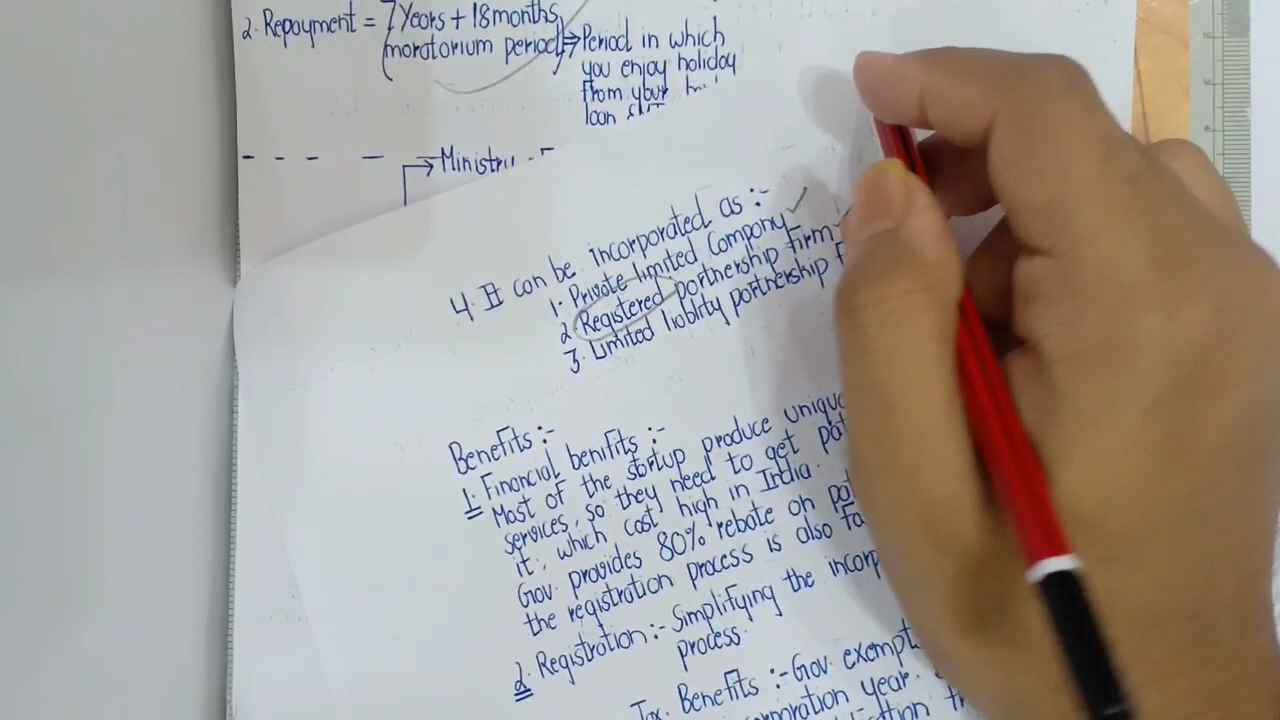 2. Repayment = 7 Years + 18 months
moratorium period ⇒ Period in which
you enjoy holiday
from your
loan
→ Ministry
4. It can be incorporated as :-
1. Private limited Company
2. Registered partnership firm
3. Limited liablity partnership
Benefits :-
1. Financial benifits :-
Most of the startup produce unique
services, so they need to get
it, which cost high in India.
Gov. provides 80% rebate on
the registration process is also
2. Registration :- Simplifying the
process.
Tax. Benefits :- Gov.
year.